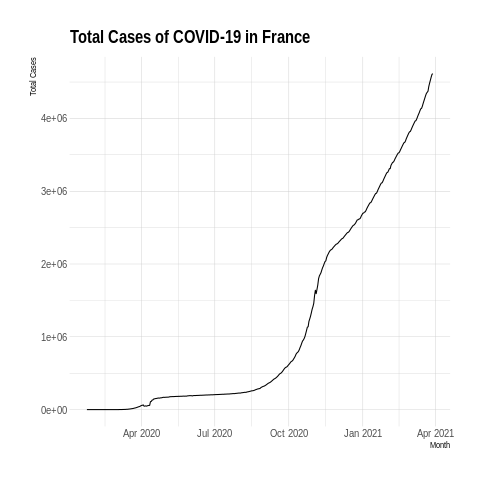 Total Cases of COVID-19 in France
Total Cases
4e+06
3e+06
2e+06
1e+06
0e+00
Apr 2020 Jul 2020 Oct 2020 Jan 2021 Apr 2021
Month